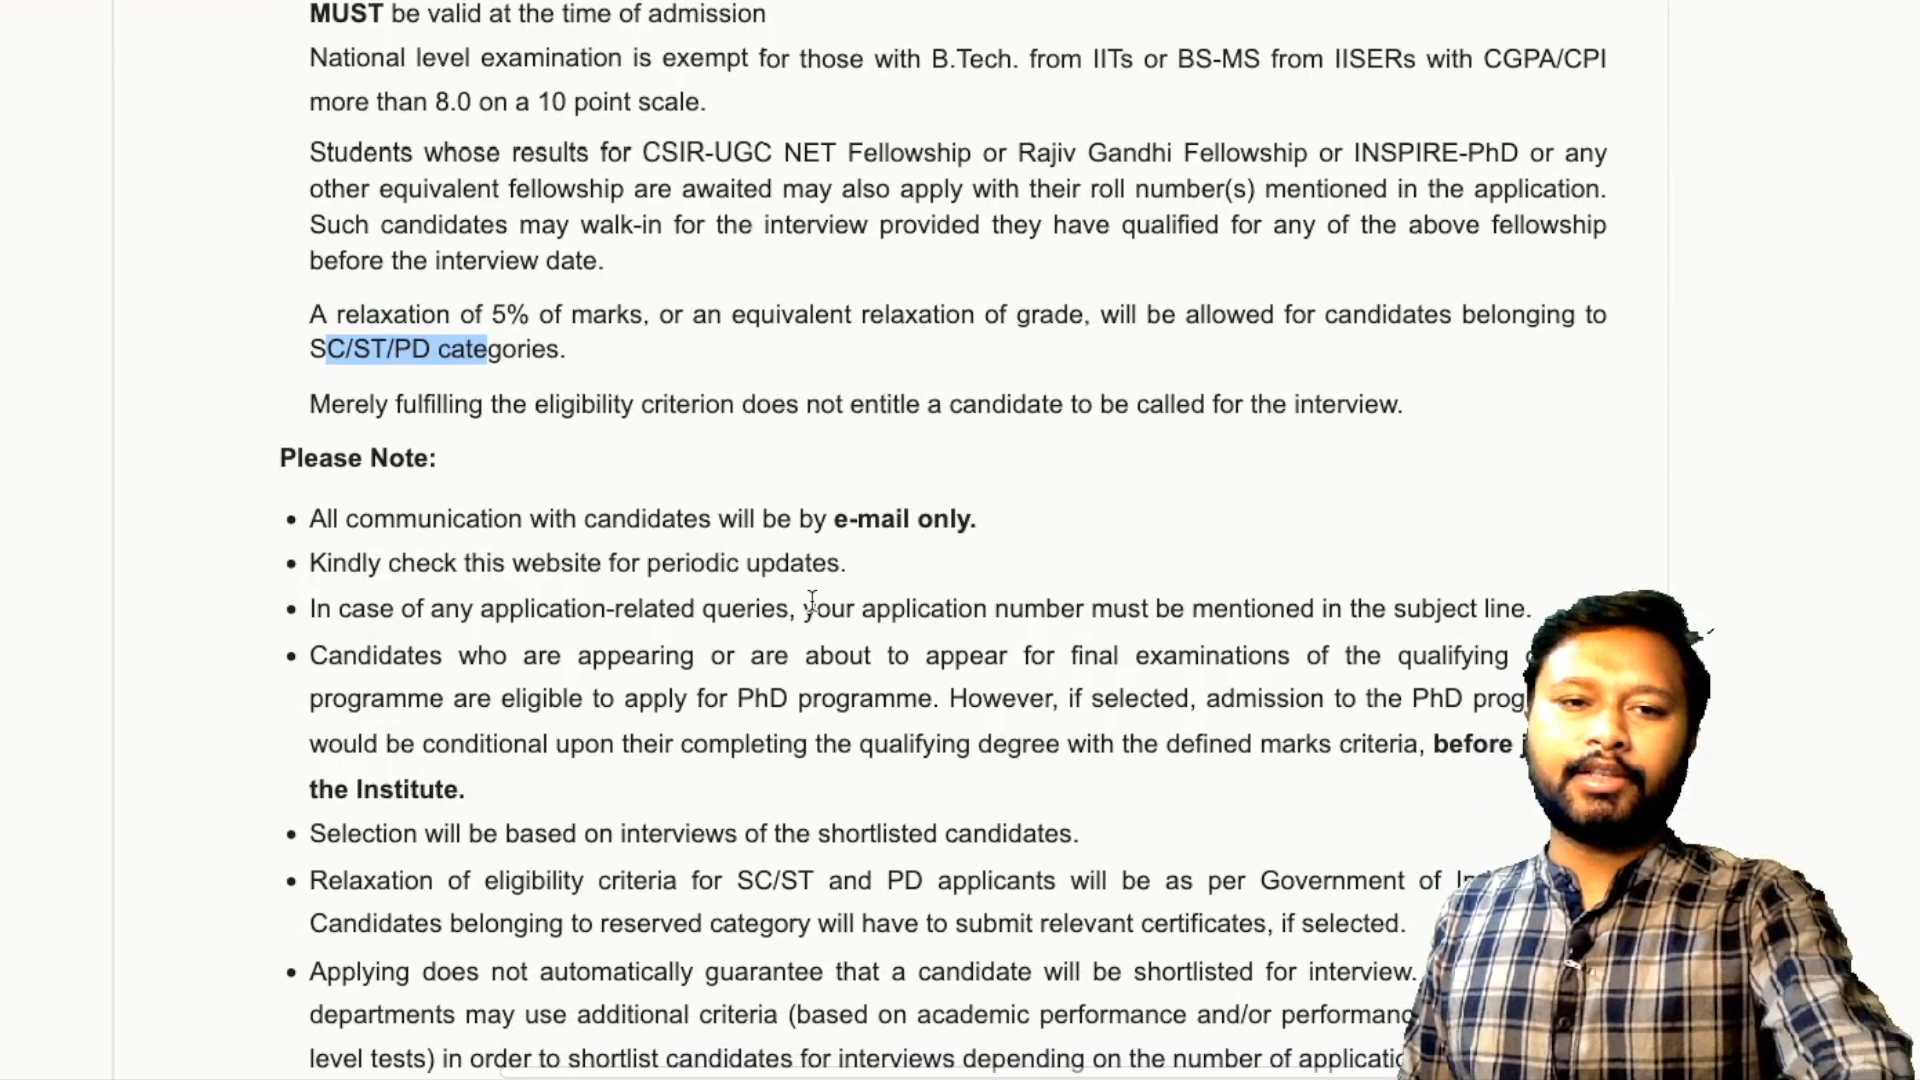 MUST be valid at the time of admission
National level examination is exempt for those with B.Tech. from IITs or BS-MS from IISERs with CGPA/CPI
more than 8.0 on a 10 point scale.
Students whose results for CSIR-UGC NET Fellowship or Rajiv Gandhi Fellowship or INSPIRE-PhD or any
other equivalent fellowship are awaited may also apply with their roll number(s) mentioned in the application.
Such candidates may walk-in for the interview provided they have qualified for any of the above fellowship
before the interview date.
A relaxation of 5% of marks, or an equivalent relaxation of grade, will be allowed for candidates belonging to
SC/ST/PD categories.
Merely fulfilling the eligibility criterion does not entitle a candidate to be called for the interview.
Please Note:
• All communication with candidates will be by e-mail only.
• Kindly check this website for periodic updates.
• In case of any application-related queries, your application number must be mentioned in the subject line.
• Candidates who are appearing or are about to appear for final examinations of the qualifying
programme are eligible to apply for PhD programme. However, if selected, admission to the PhD
would be conditional upon their completing the qualifying degree with the defined marks criteria, before
the Institute.
• Selection will be based on interviews of the shortlisted candidates.
• Relaxation of eligibility criteria for SC/ST and PD applicants will be as per Government of
Candidates belonging to reserved category will have to submit relevant certificates, if selected.
• Applying does not automatically guarantee that a candidate will be shortlisted for interview.
departments may use additional criteria (based on academic performance and/or
level tests) in order to shortlist candidates for interviews depending on the number of